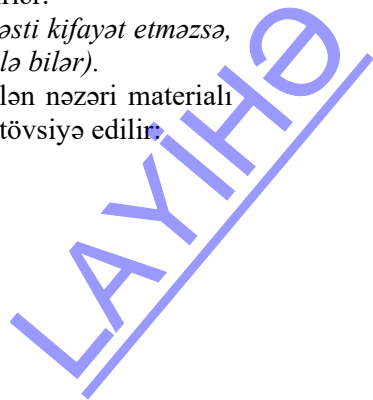 əsti kifayət etməzsə,
lə bilər).
lən nəzəri materialı
tövsiyə edilir:
LAYİHƏ